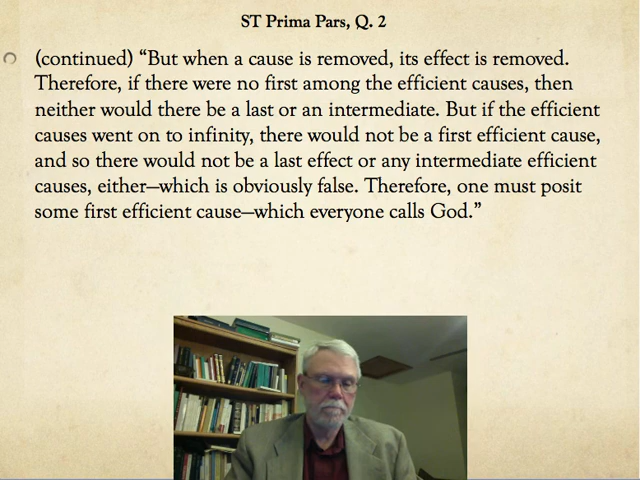 ST Prima Pars, Q. 2
(continued) “But when a cause is removed, its effect is removed.
Therefore, if there were no first among the efficient causes, then
neither would there be a last or an intermediate. But if the efficient
causes went on to infinity, there would not be a first efficient cause,
and so there would not be a last effect or any intermediate efficient
causes, either—which is obviously false. Therefore, one must posit
some first efficient cause—which everyone calls God.”